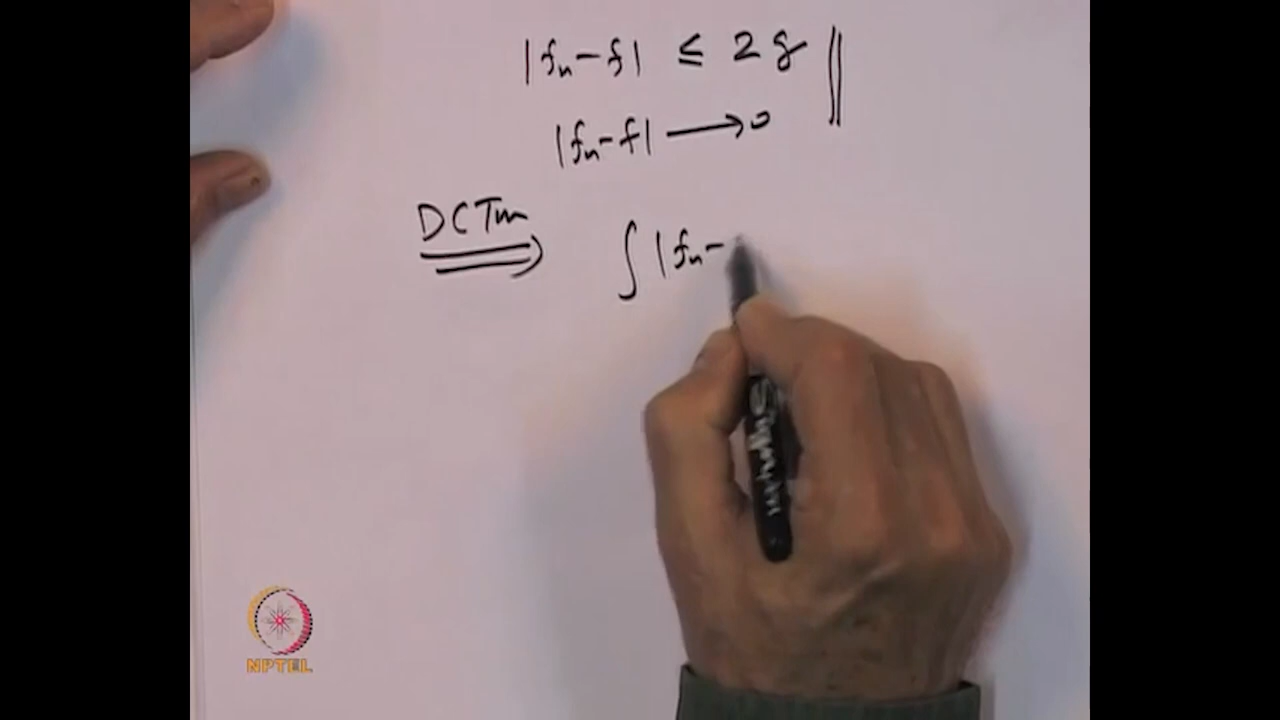 |fₙ-f| ≤ 2g
|fₙ-f| → 0
DCTm ⟹ ∫ |fₙ-
NPTEL